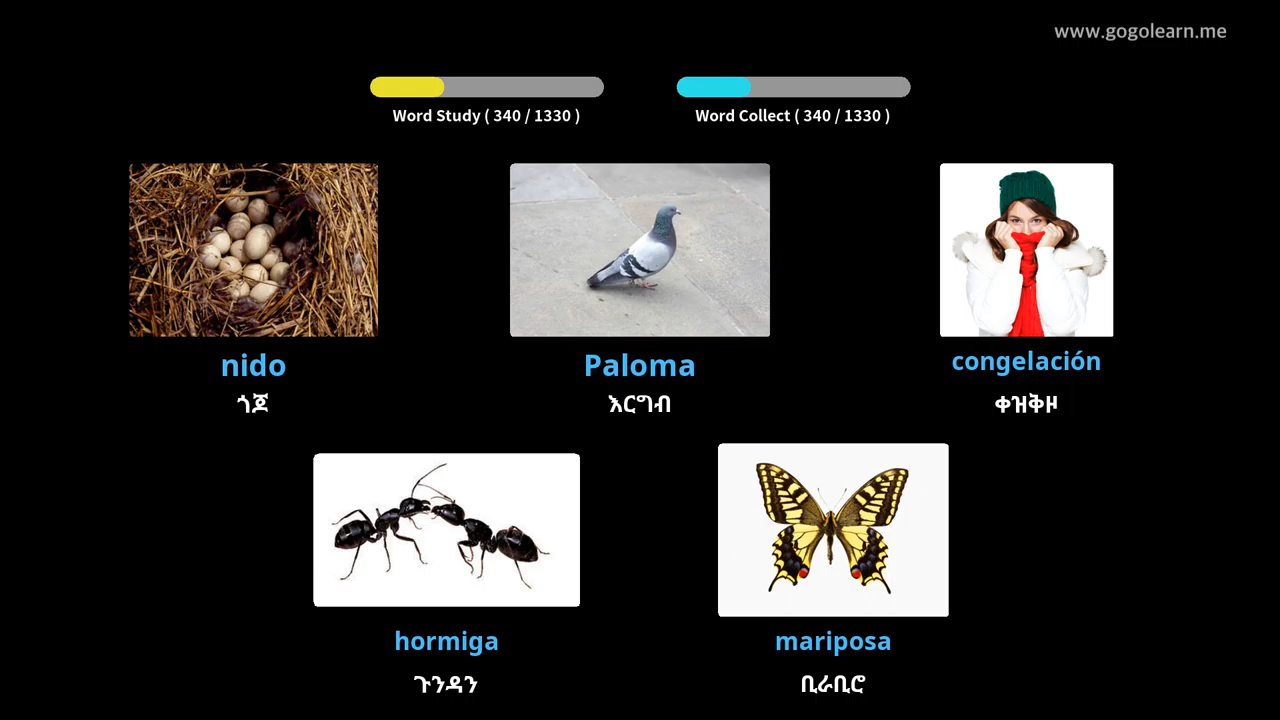 www.gogolearn.me
Word Study ( 340 / 1330 )
Word Collect ( 340 / 1330 )
nido
Paloma
congelación
ጎጆ
እርግብ
ቀዝቅዞ
hormiga
mariposa
ጉንዳን
ቢራቢሮ